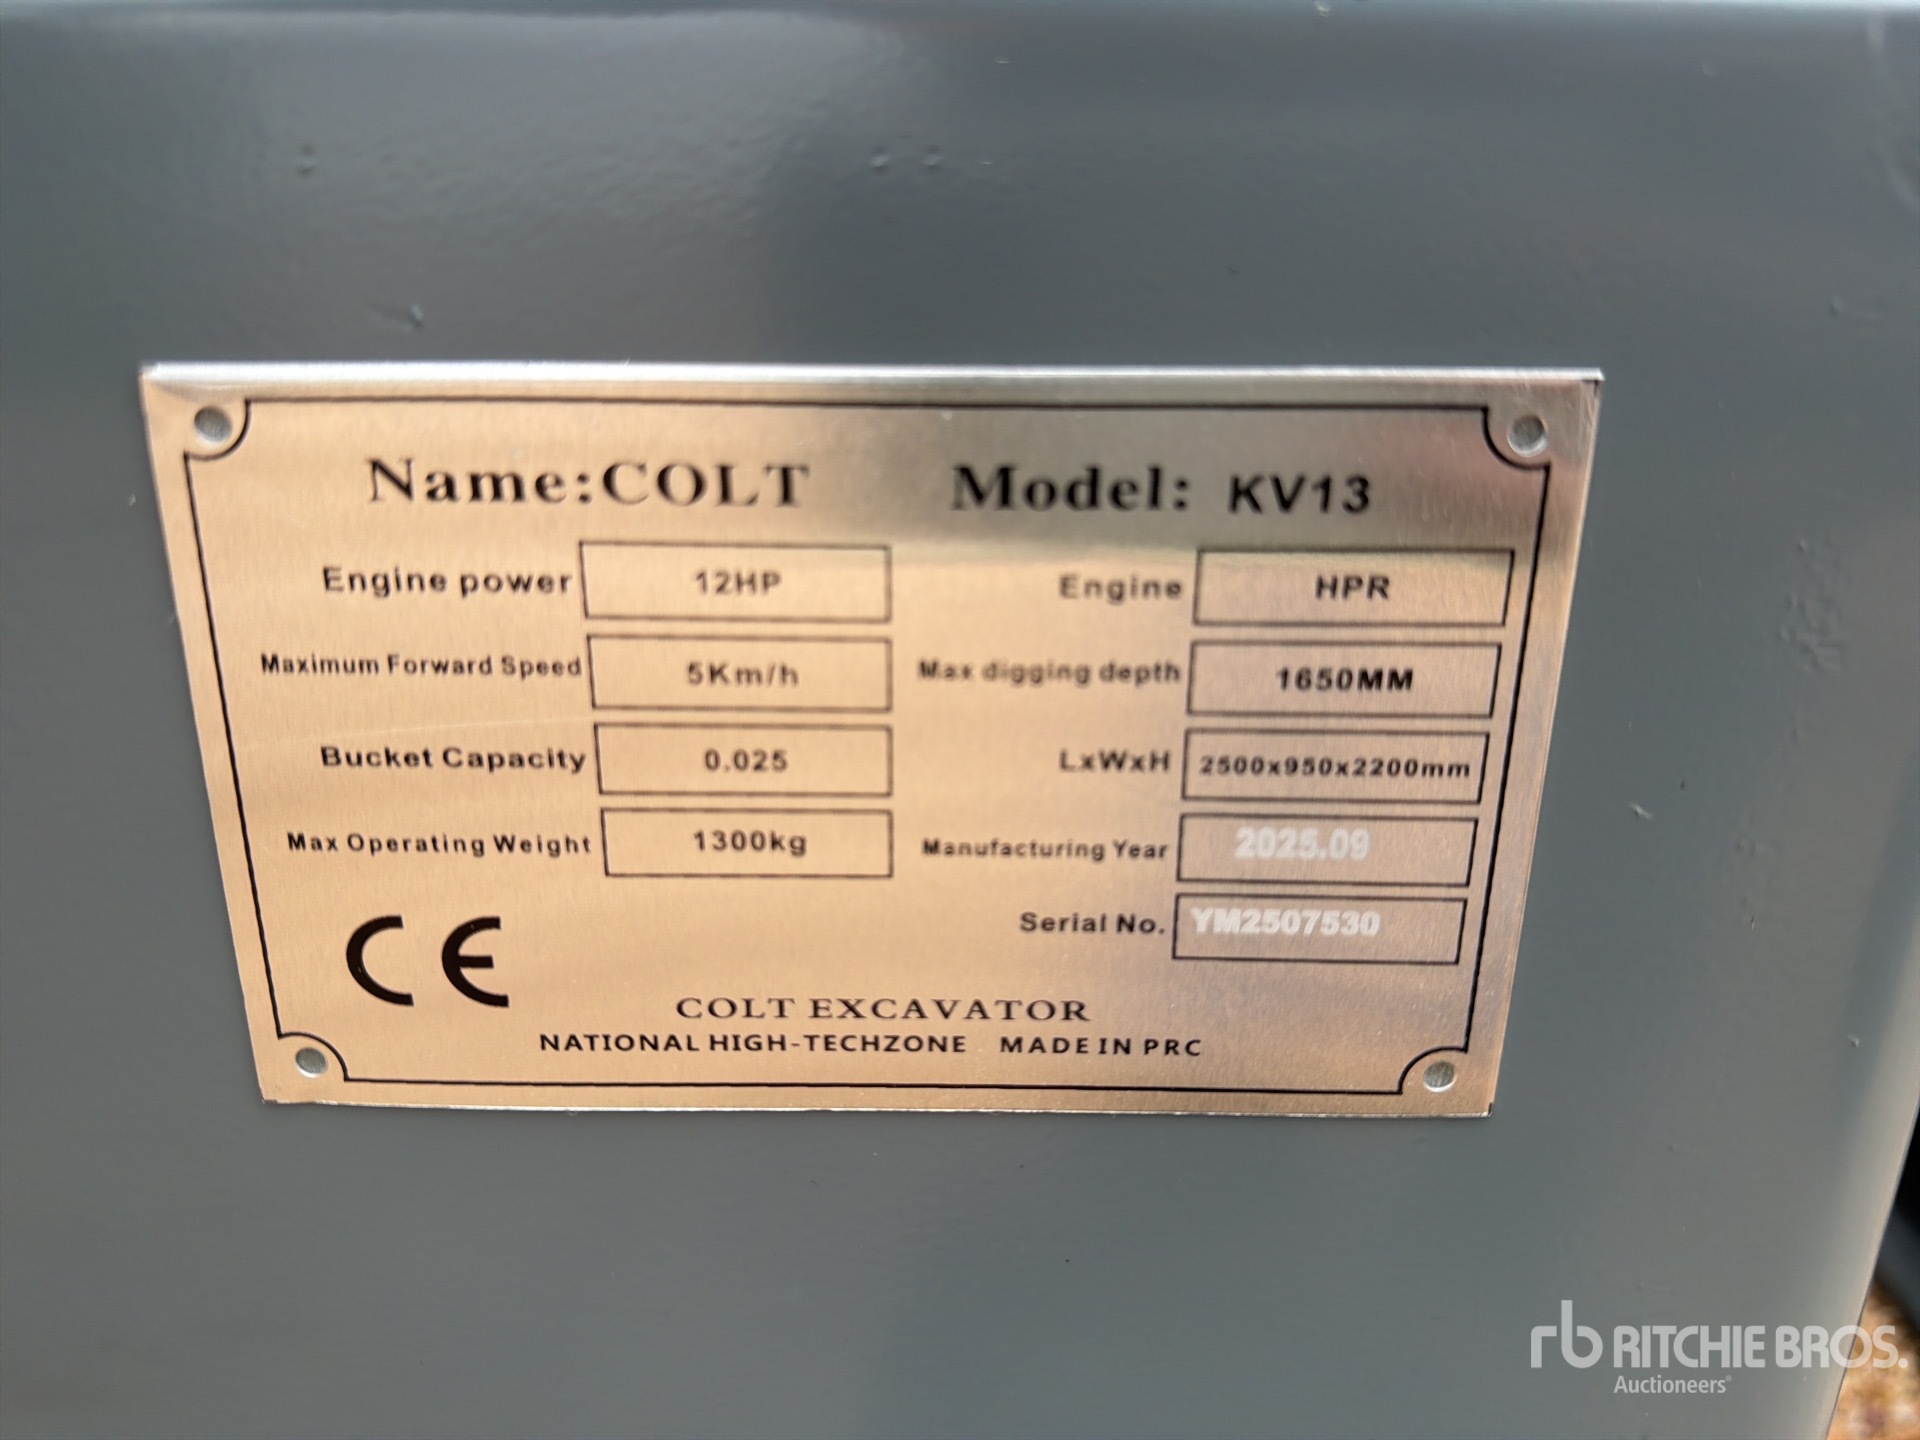 Name:COLT Model: KV13
Engine power 12HP Engine HPR
Maximum Forward Speed 5Km/h Max digging depth 1650MM
Bucket Capacity 0.025 LxWxH 2500x950x2200mm
Max Operating Weight 1300kg Manufacturing Year 2025.09
Serial No. YM2507530
CE
COLT EXCAVATOR
NATIONAL HIGH-TECHZONE MADE IN PRC
rb RITCHIE BROS.
Auctioneers